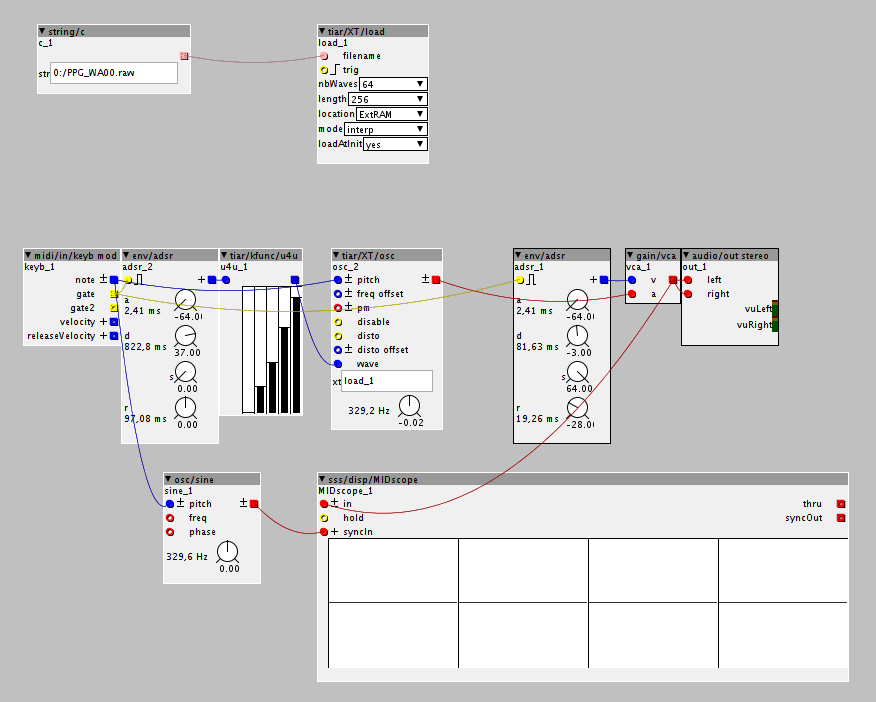 string/c
c_1
str 0:/PPG_WA00.raw
tiar/XT/load
load_1
filename
trig
nbWaves 64
length 256
location ExtRAM
mode interp
loadAtInit yes
midi/in/keyb mod
keyb_1
note ±
gate
gate2
velocity +
releaseVelocity +
env/adsr
adsr_2
+
a
2,41 ms
-64.0
d
822,8 ms
37.00
s
0.00
r
97,08 ms
0.00
tiar/kfunc/u4u
u4u_1
tiar/XT/osc
osc_2
± pitch ±
± freq offset
± pm
disable
disto
± disto offset
wave
xt load_1
329,2 Hz
-0.02
env/adsr
adsr_1
+
a
2,41 ms
-64.0
d
81,63 ms
-3.00
s
64.00
r
19,26 ms
-28.0
gain/vca
vca_1
v
a
audio/out stereo
out_1
left
right
vuLeft
vuRight
osc/sine
sine_1
± pitch ±
freq
phase
329,6 Hz
0.00
sss/disp/MIDscope
MIDscope_1
± in thru
hold syncOut
+ syncIn